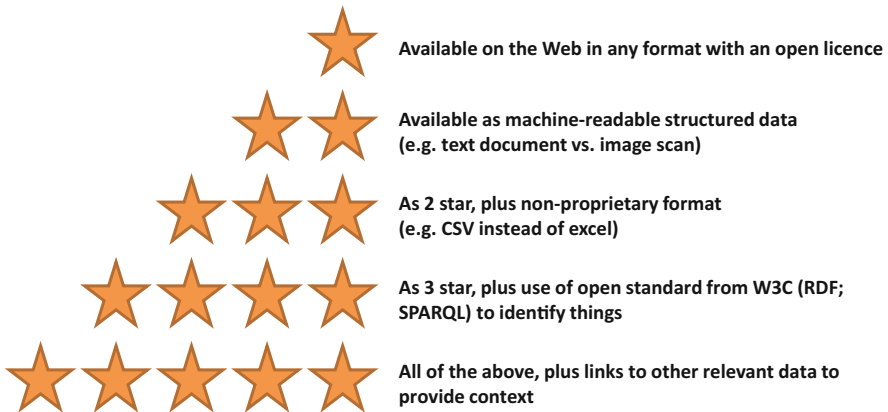 Available on the Web in any format with an open licence
Available as machine-readable structured data
(e.g. text document vs. image scan)
As 2 star, plus non-proprietary format
(e.g. CSV instead of excel)
As 3 star, plus use of open standard from W3C (RDF;
SPARQL) to identify things
All of the above, plus links to other relevant data to
provide context